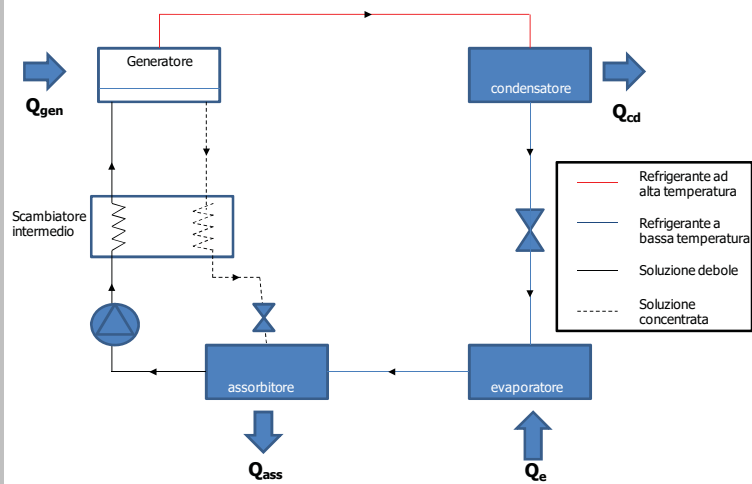 Generatore
condensatore
Qgen
Qcd
Refrigerante ad
alta temperatura
Scambiatore
intermedio
Refrigerante a
bassa temperatura
Soluzione debole
Soluzione
concentrata
assorbitore
evaporatore
Qass
Qe